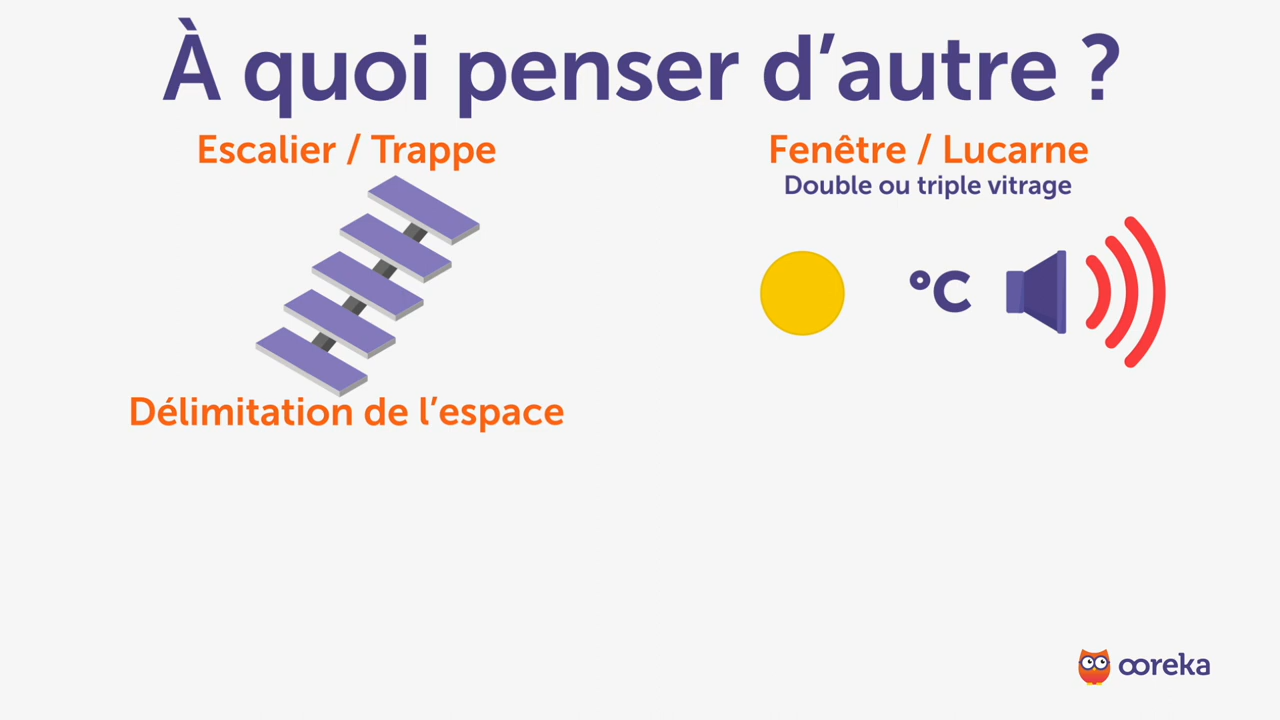 À quoi penser d’autre ?
Escalier / Trappe
Fenêtre / Lucarne
Double ou triple vitrage
°C
Délimitation de l’espace
ooreka